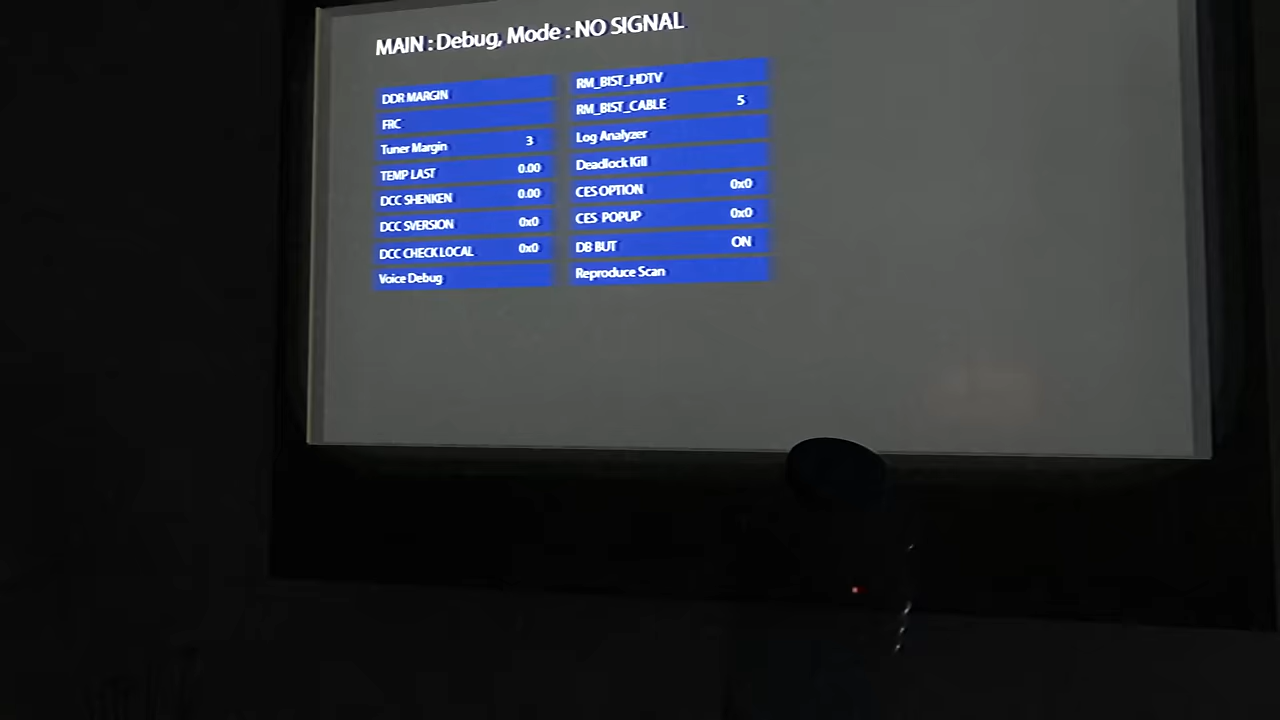 MAIN : Debug, Mode : NO SIGNAL
DDR MARGIN
FRC
Tuner Margin 3
TEMP LAST 0.00
DCC SHENKEN 0.00
DCC SVERSION 0x0
DCC CHECK LOCAL 0x0
Voice Debug
RM_BIST_HDTV
RM_BIST_CABLE 5
Log Analyzer
Deadlock Kill
CES OPTION 0x0
CES POPUP 0x0
DB BUT ON
Reproduce Scan